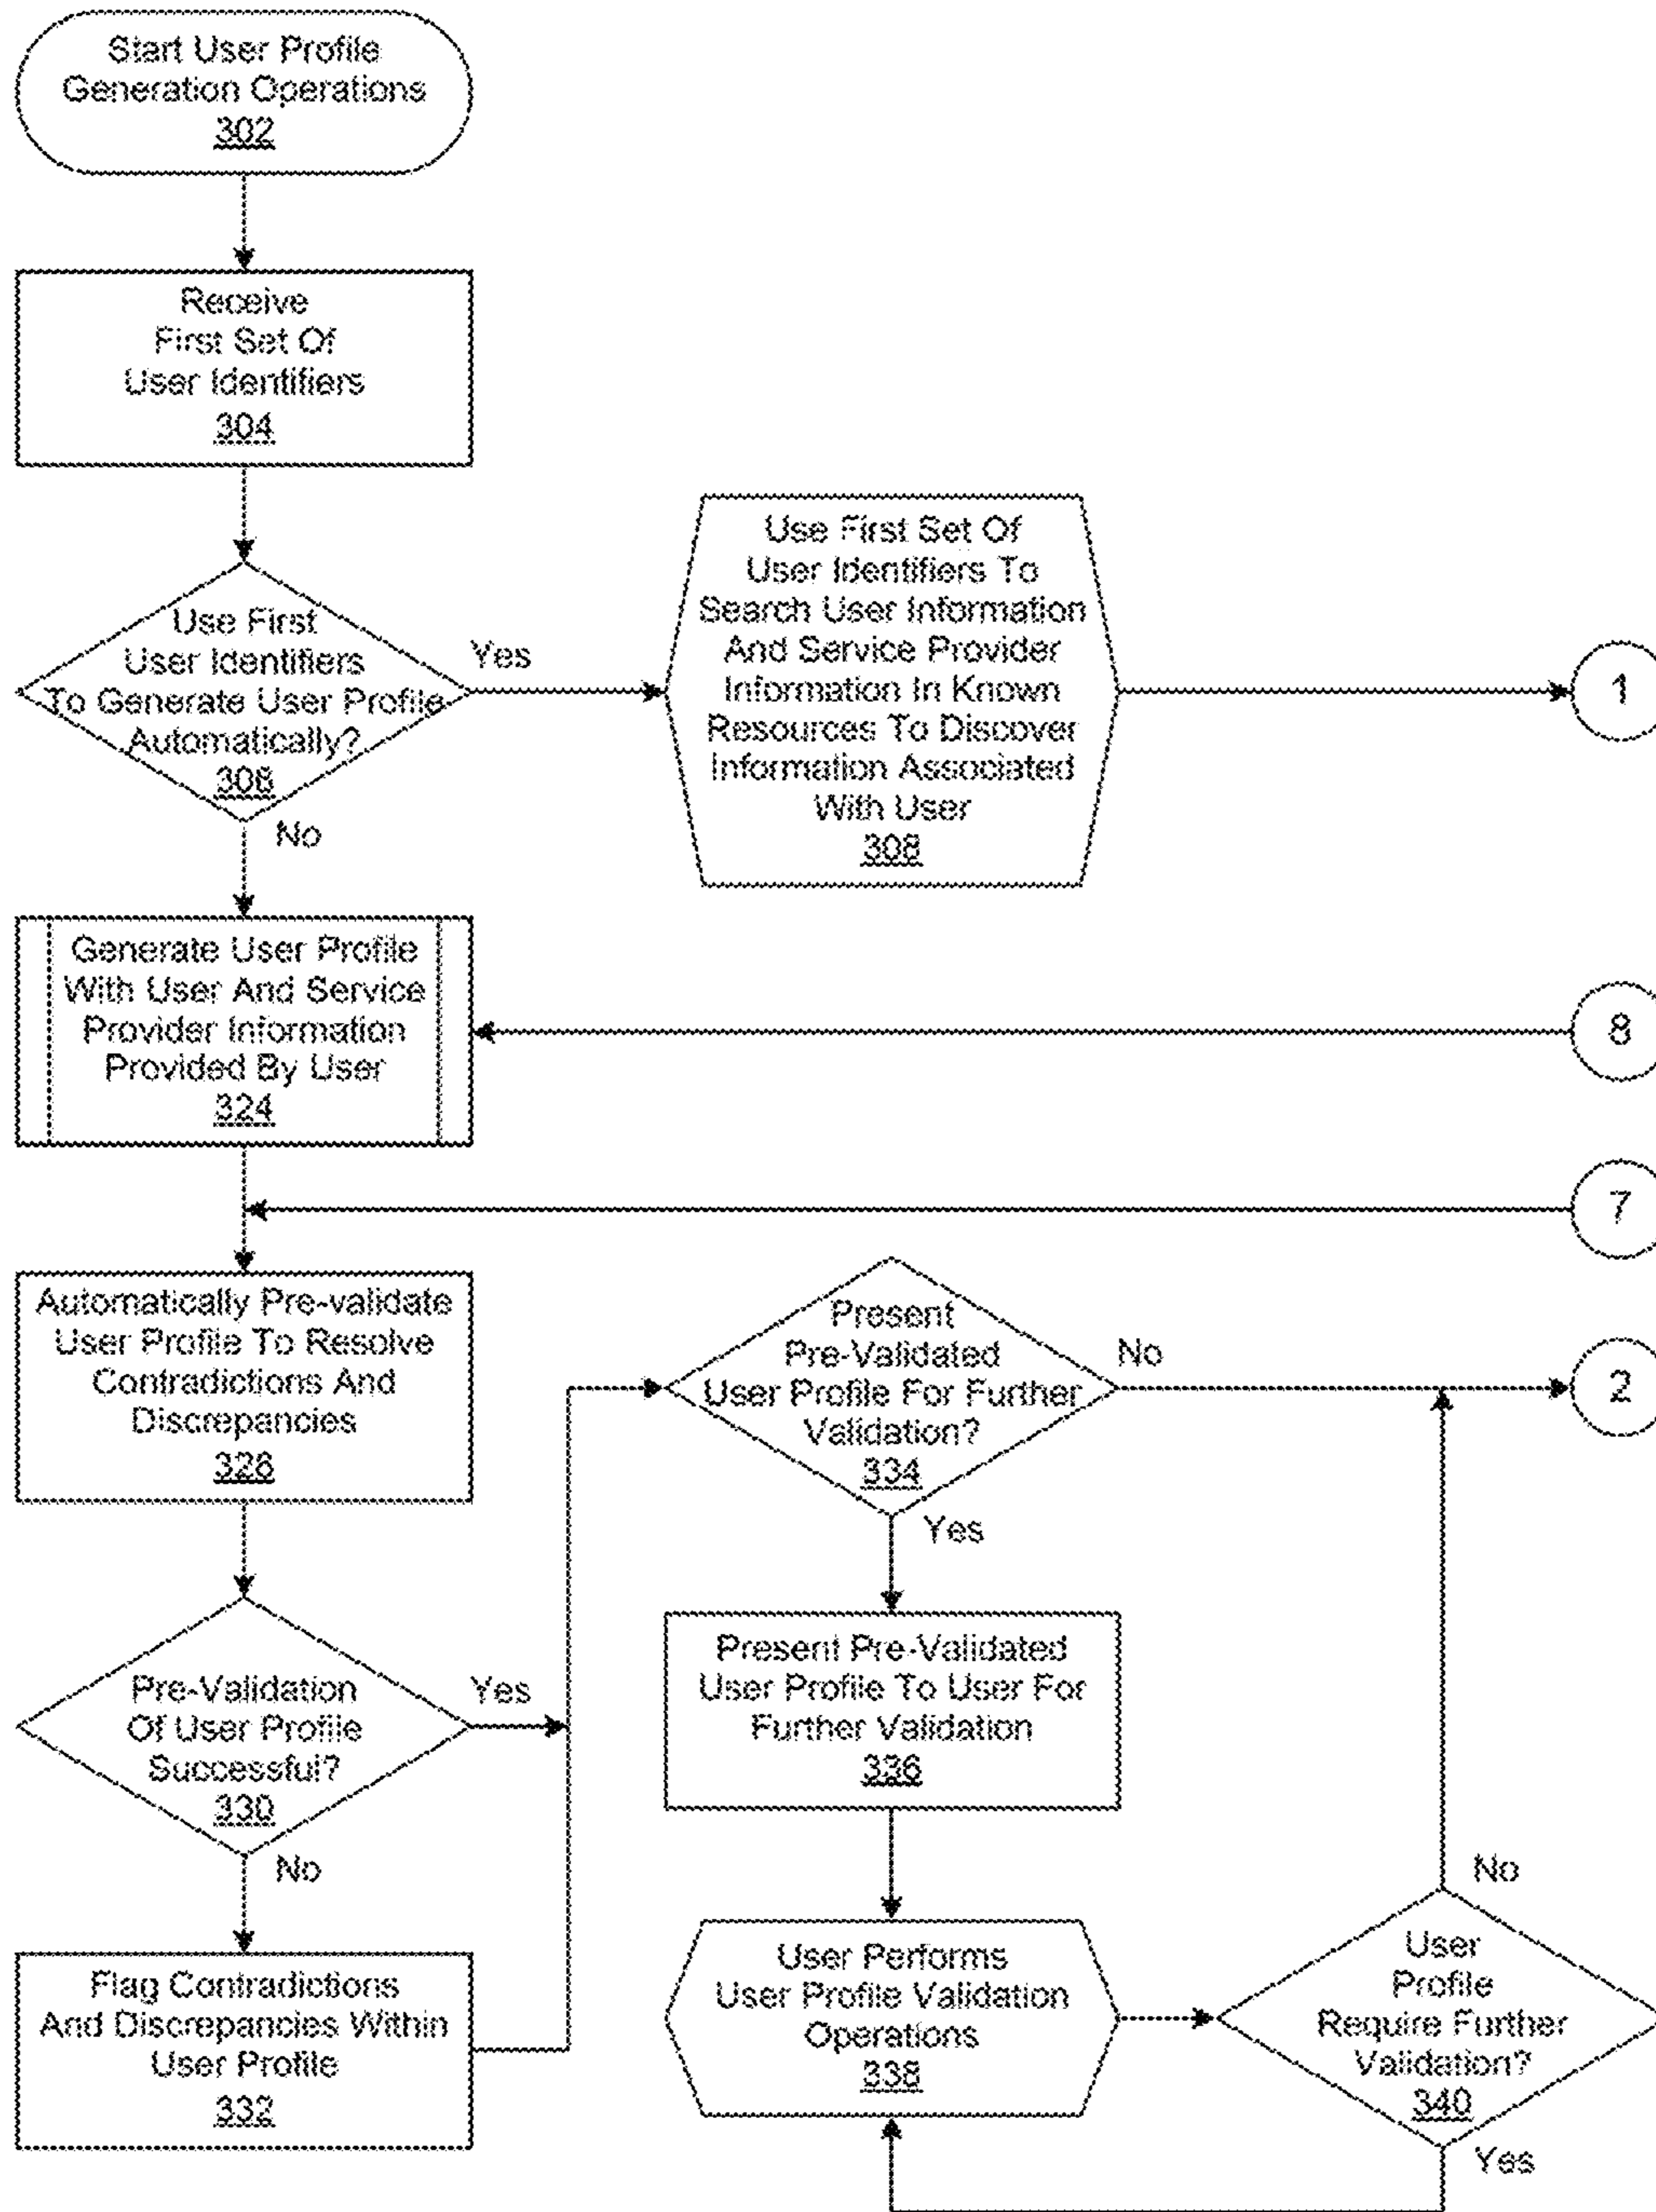 Start User Profile
Generation Operations
302
Receive
First Set Of
User Identifiers
304
Use First
User Identifiers
To Generate User Profile
Automatically?
306
Yes
No
Use First Set Of
User Identifiers To
Search User Information
And Service Provider
Information In Known
Resources To Discover
Information Associated
With User
308
1
Generate User Profile
With User And Service
Provider Information
Provided By User
324
8
7
Automatically Pre-validate
User Profile To Resolve
Contradictions And
Discrepancies
328
Present
Pre-Validated
User Profile For Further
Validation?
334
No
Yes
2
Pre-Validation
Of User Profile
Successful?
330
Yes
No
Present Pre-Validated
User Profile To User For
Further Validation
336
Flag Contradictions
And Discrepancies Within
User Profile
332
User Performs
User Profile Validation
Operations
338
No
User
Profile
Require Further
Validation?
340
Yes